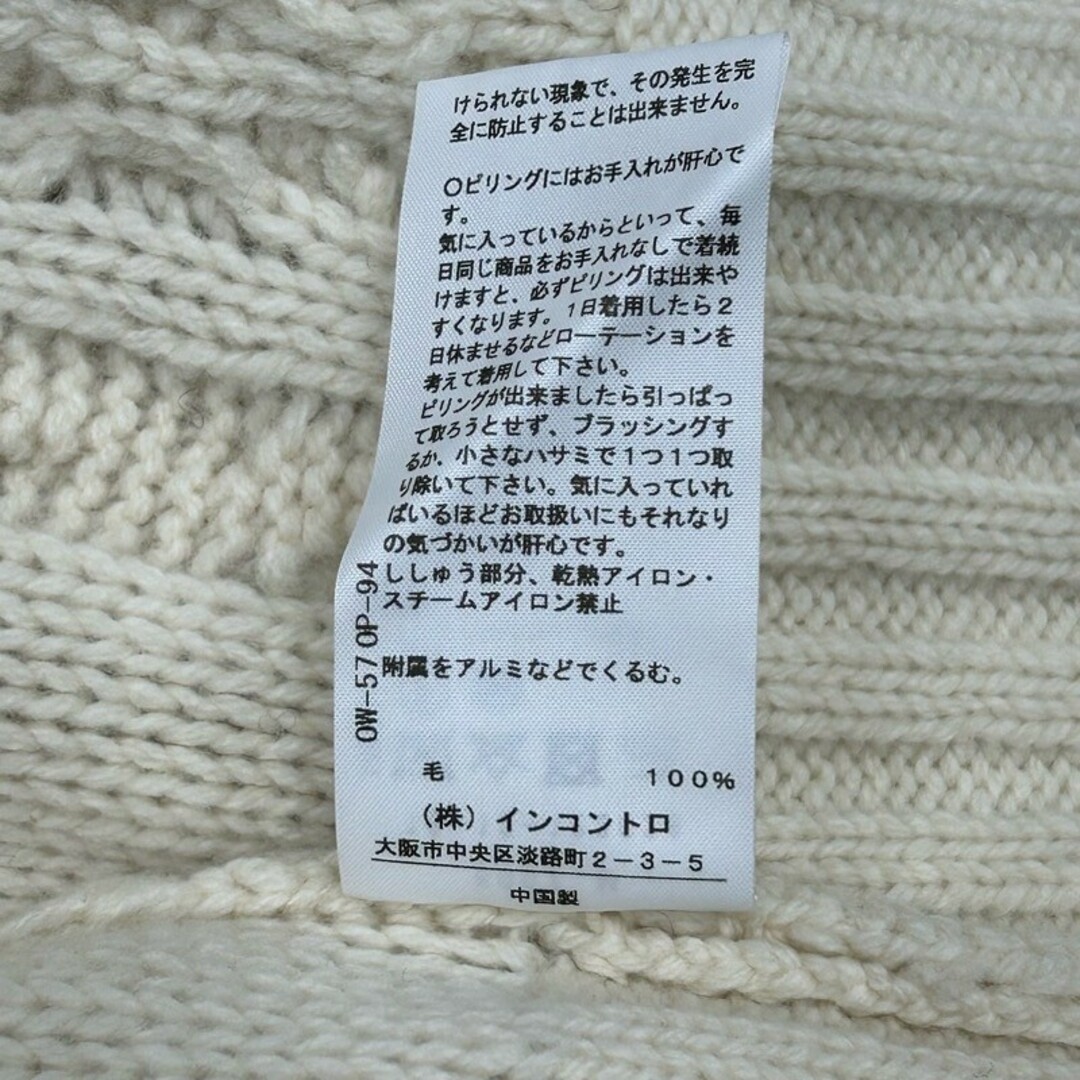 けられない現象で、その発生を完
全に防止することは出来ません。
○ピリングにはお手入れが肝心で
す。
気に入っているからといって、毎
日同じ商品をお手入れなしで着続
けますと、必ずピリングは出来や
すくなります。1日着用したら2
日休ませるなどローテーションを
考えて着用して下さい。
ピリングが出来ましたら引っぱっ
て取ろうとせず、ブラッシングす
るか、小さなハサミで1つ1つ取
り除いて下さい。気に入っていれ
ばいるほどお取扱いにもそれなり
の気づかいが肝心です。
ししゅう部分、乾熱アイロン・
スチームアイロン禁止
附属をアルミなどでくるむ。
OW-57 OP-94
毛 100%
(株)インコントロ
大阪市中央区淡路町2-3-5
中国製